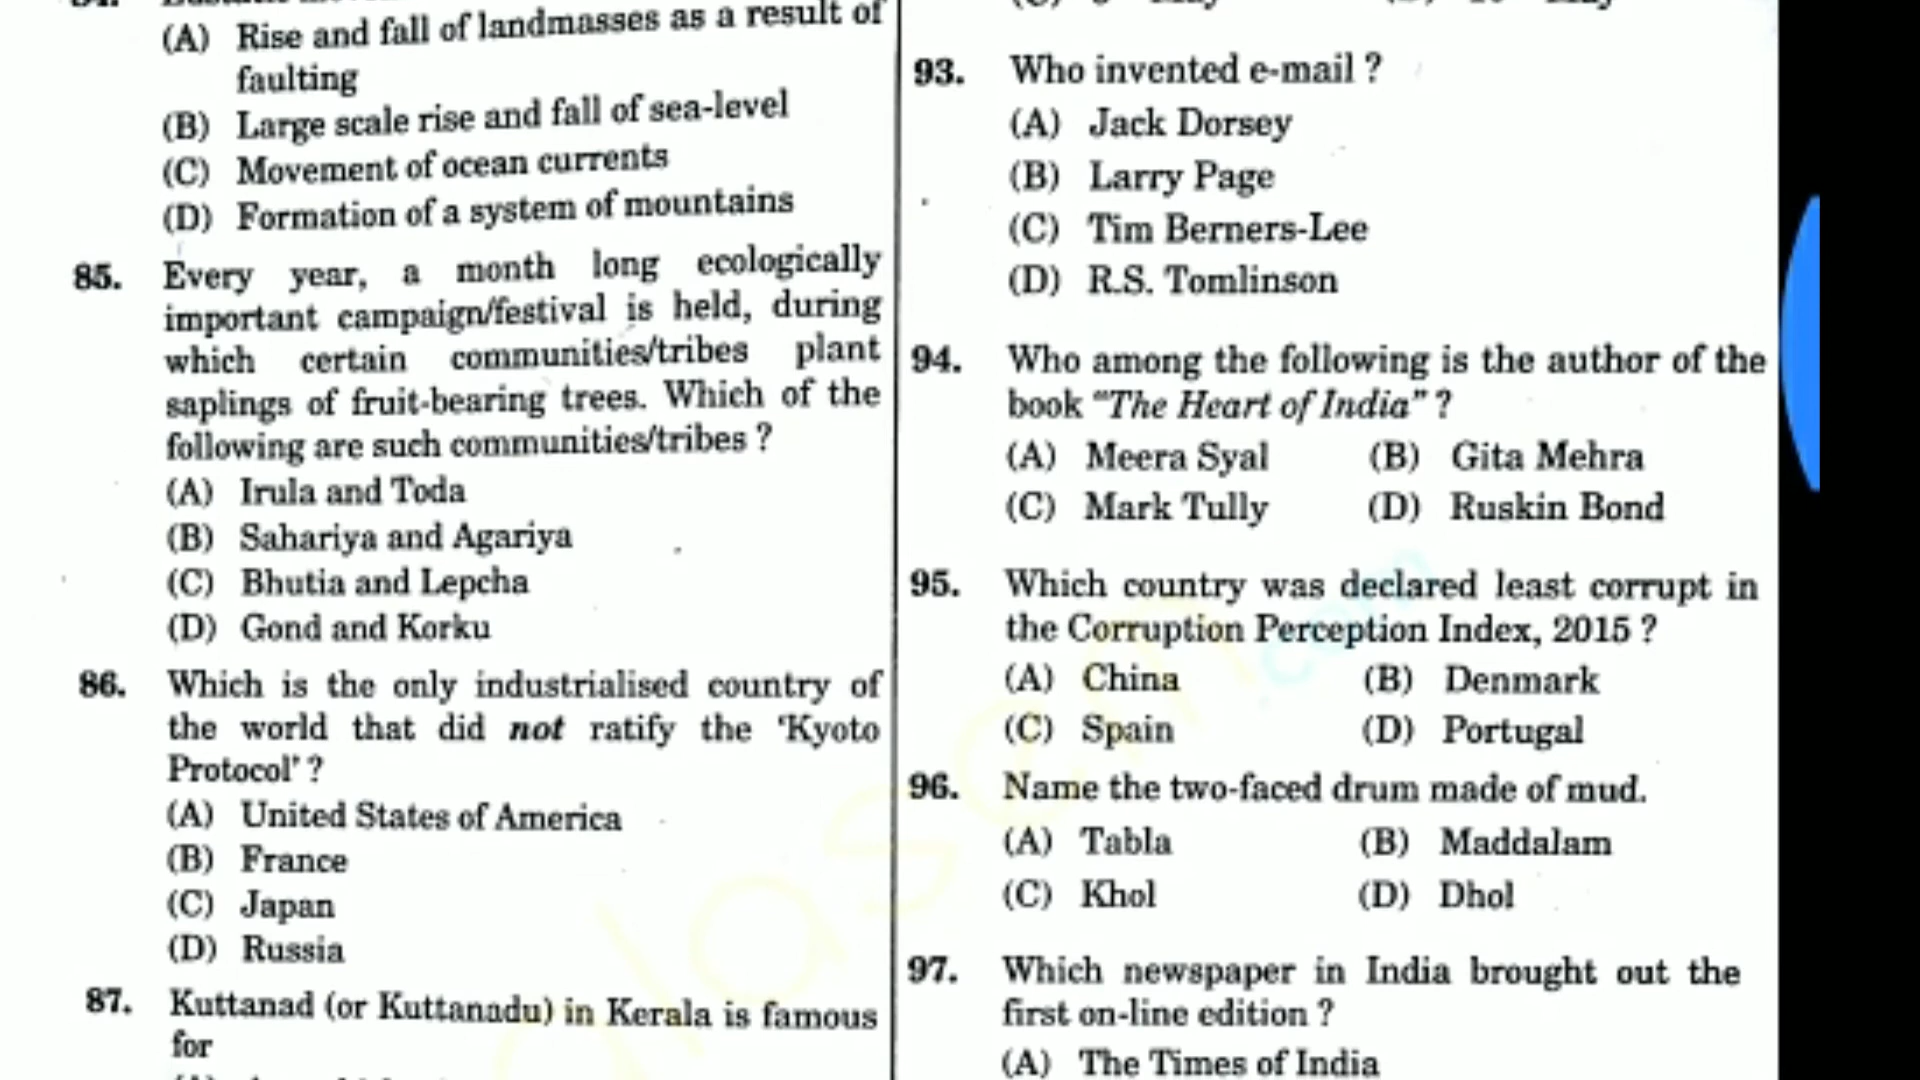 (A) Rise and fall of landmasses as a result of
faulting
(B) Large scale rise and fall of sea-level
(C) Movement of ocean currents
(D) Formation of a system of mountains
85. Every year, a month long ecologically
important campaign/festival is held, during
which certain communities/tribes plant
saplings of fruit-bearing trees. Which of the
following are such communities/tribes ?
(A) Irula and Toda
(B) Sahariya and Agariya
(C) Bhutia and Lepcha
(D) Gond and Korku
86. Which is the only industrialised country of
the world that did not ratify the 'Kyoto
Protocol' ?
(A) United States of America
(B) France
(C) Japan
(D) Russia
87. Kuttanad (or Kuttanadu) in Kerala is famous
for
93. Who invented e-mail ?
(A) Jack Dorsey
(B) Larry Page
(C) Tim Berners-Lee
(D) R.S. Tomlinson
94. Who among the following is the author of the
book "The Heart of India" ?
(A) Meera Syal (B) Gita Mehra
(C) Mark Tully (D) Ruskin Bond
95. Which country was declared least corrupt in
the Corruption Perception Index, 2015 ?
(A) China (B) Denmark
(C) Spain (D) Portugal
96. Name the two-faced drum made of mud.
(A) Tabla (B) Maddalam
(C) Khol (D) Dhol
97. Which newspaper in India brought out the
first on-line edition ?
(A) The Times of India